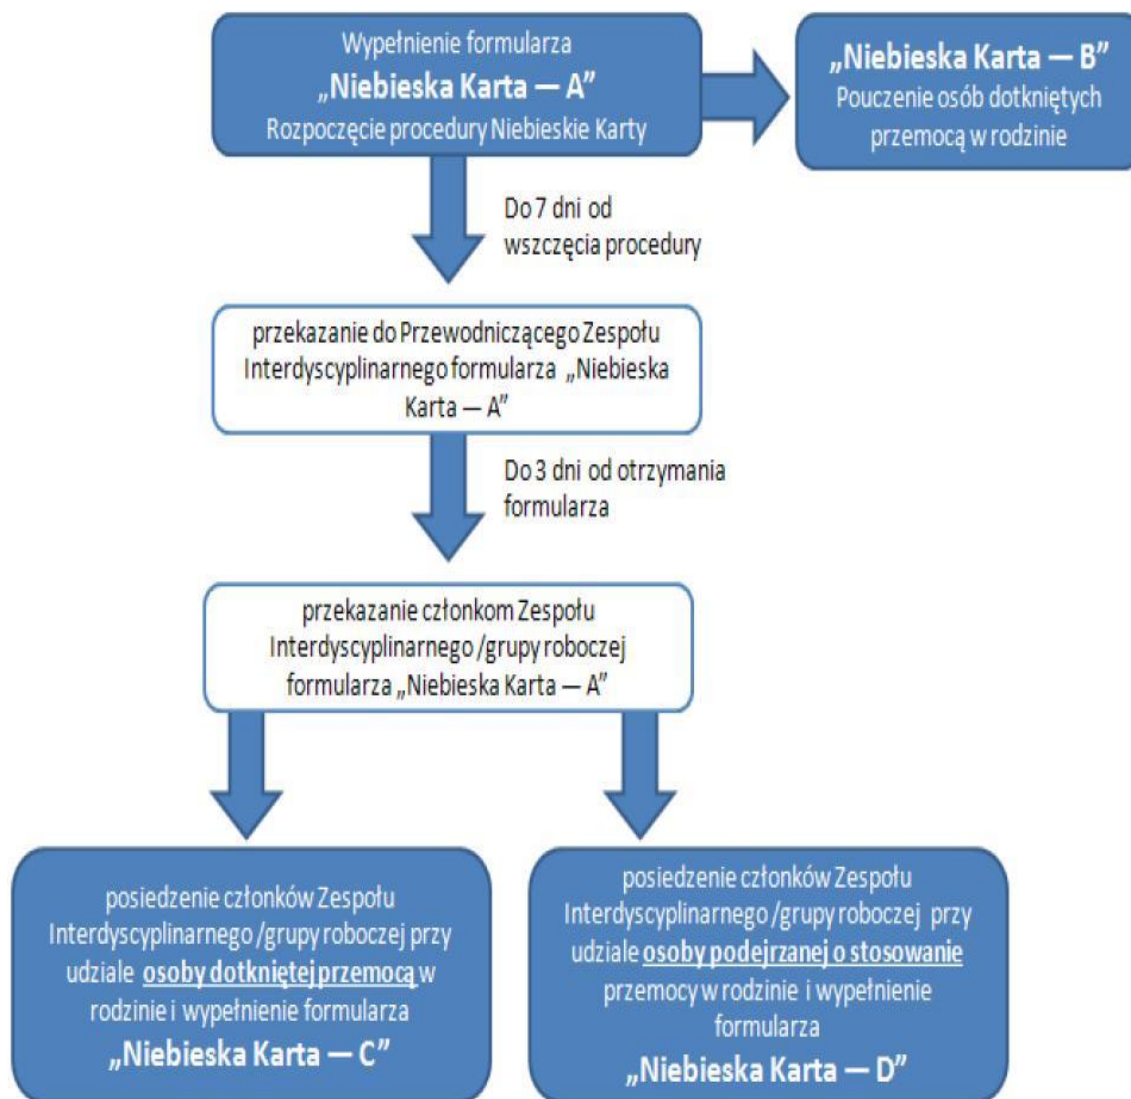 Wypełnienie formularza
„Niebieska Karta — A”
Rozpoczęcie procedury Niebieskie Karty
„Niebieska Karta — B”
Pouczenie osób dotkniętych
przemocą w rodzinie
Do 7 dni od
wszczęcia procedury
przekazanie do Przewodniczącego Zespołu
Interdyscyplinarnego formularza „Niebieska
Karta — A”
Do 3 dni od otrzymania
formularza
przekazanie członkom Zespołu
Interdyscyplinarnego /grupy roboczej
formularza „Niebieska Karta — A”
posiedzenie członków Zespołu
Interdyscyplinarnego /grupy roboczej przy
udziale osoby dotkniętej przemocą w
rodzinie i wypełnienie formularza
„Niebieska Karta — C”
posiedzenie członków Zespołu
Interdyscyplinarnego /grupy roboczej przy
udziale osoby podejrzanej o stosowanie
przemocy w rodzinie i wypełnienie
formularza
„Niebieska Karta — D”